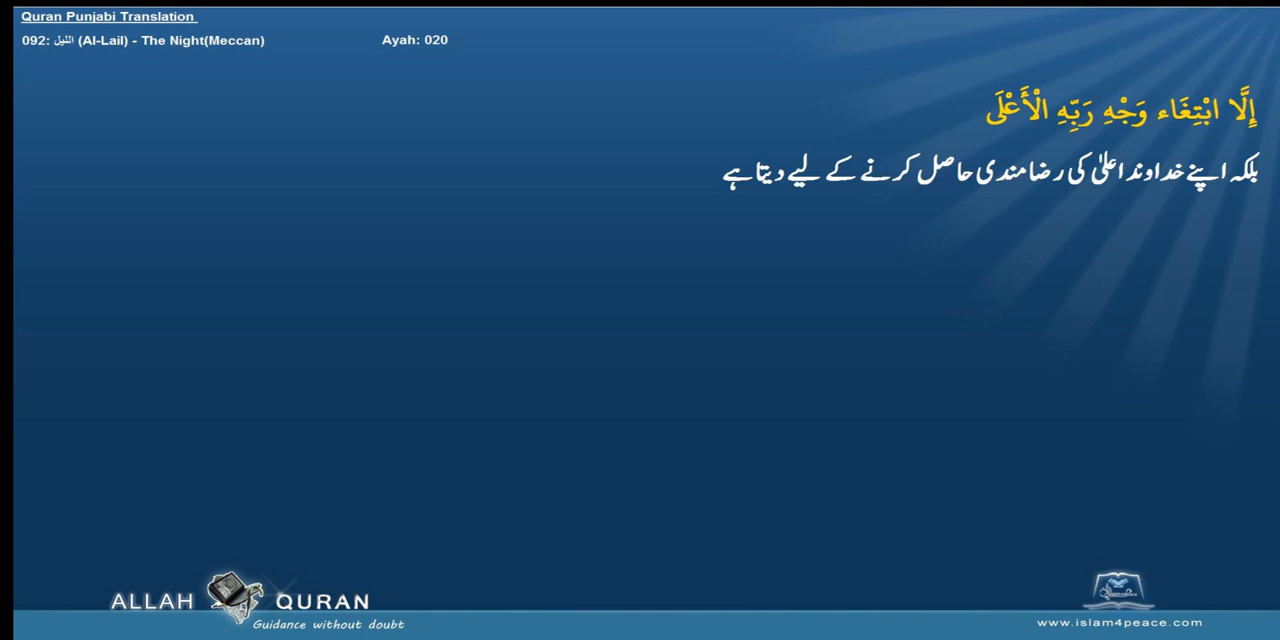 Quran Punjabi Translation
092: الليل (Al-Lail) - The Night(Meccan) Ayah: 020
إِلَّا ابْتِغَاء وَجْهِ رَبِّهِ الْأَعْلَى
بلکہ اپنے خداوند اعلیٰ کی رضامندی حاصل کرنے کے لیے دیتا ہے
ALLAH QURAN
Guidance without doubt
www.islam4peace.com